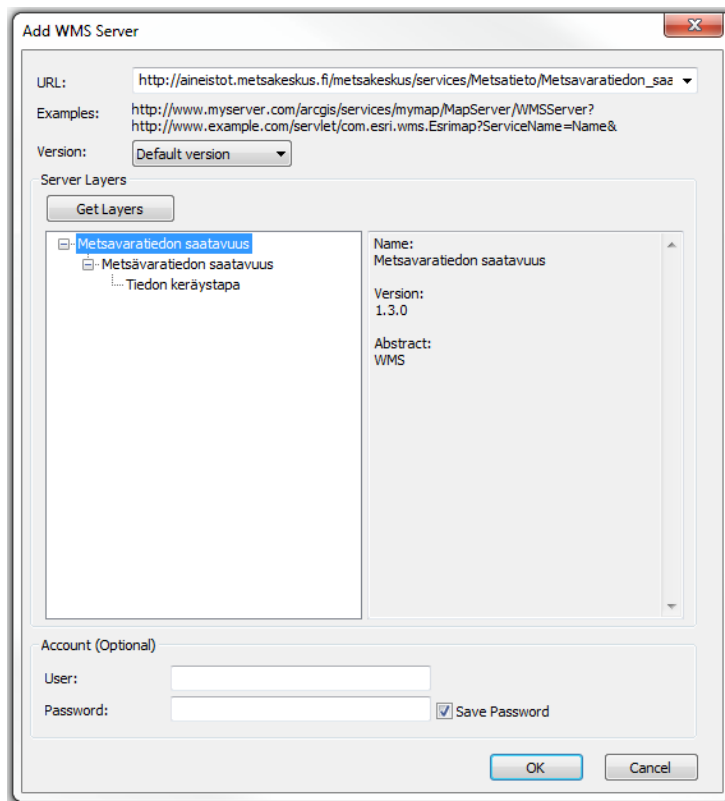 Add WMS Server
URL: http://aineistot.metsakeskus.fi/metsakeskus/services/Metsatieto/Metsavaratiedon_saa
Examples: http://www.myserver.com/arcgis/services/mymap/MapServer/WMSServer?
http://www.example.com/servlet/com.esri.wms.Esrimap?ServiceName=Name&
Version: Default version
Server Layers
Get Layers
Metsavaratiedon saatavuus
Metsävaratiedon saatavuus
Tiedon keräystapa
Name:
Metsavaratiedon saatavuus
Version:
1.3.0
Abstract:
WMS
Account (Optional)
User:
Password:
Save Password
OK
Cancel